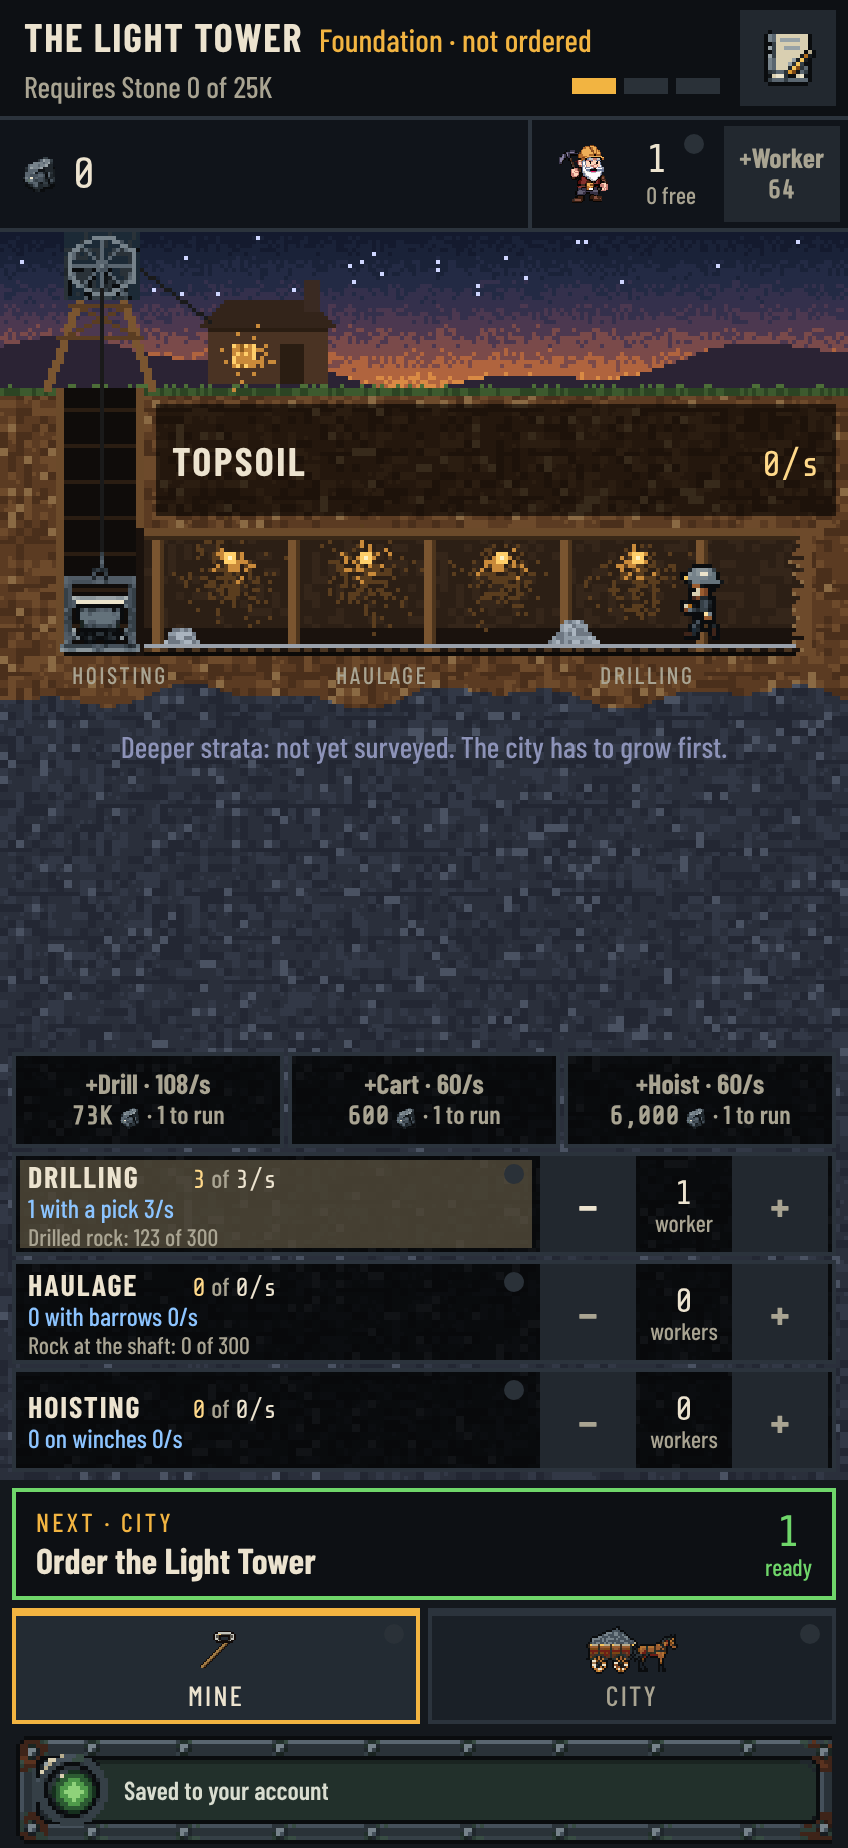 THE LIGHT TOWER Foundation · not ordered
Requires Stone 0 of 25K
0
1
0 free
+Worker
64
TOPSOIL
0/s
HOISTING
HAULAGE
DRILLING
Deeper strata: not yet surveyed. The city has to grow first.
+Drill · 108/s
73K · 1 to run
+Cart · 60/s
600 · 1 to run
+Hoist · 60/s
6,000 · 1 to run
DRILLING 3 of 3/s
1 with a pick 3/s
Drilled rock: 123 of 300
−
1
worker
+
HAULAGE 0 of 0/s
0 with barrows 0/s
Rock at the shaft: 0 of 300
−
0
workers
+
HOISTING 0 of 0/s
0 on winches 0/s
−
0
workers
+
NEXT · CITY
Order the Light Tower
1
ready
MINE
CITY
Saved to your account